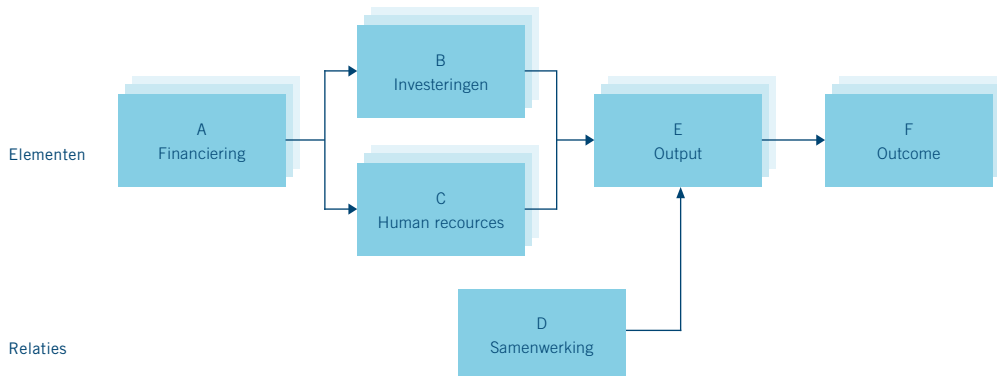 B
Investeringen
A
Financiering
E
Output
F
Outcome
Elementen
C
Human recources
D
Samenwerking
Relaties